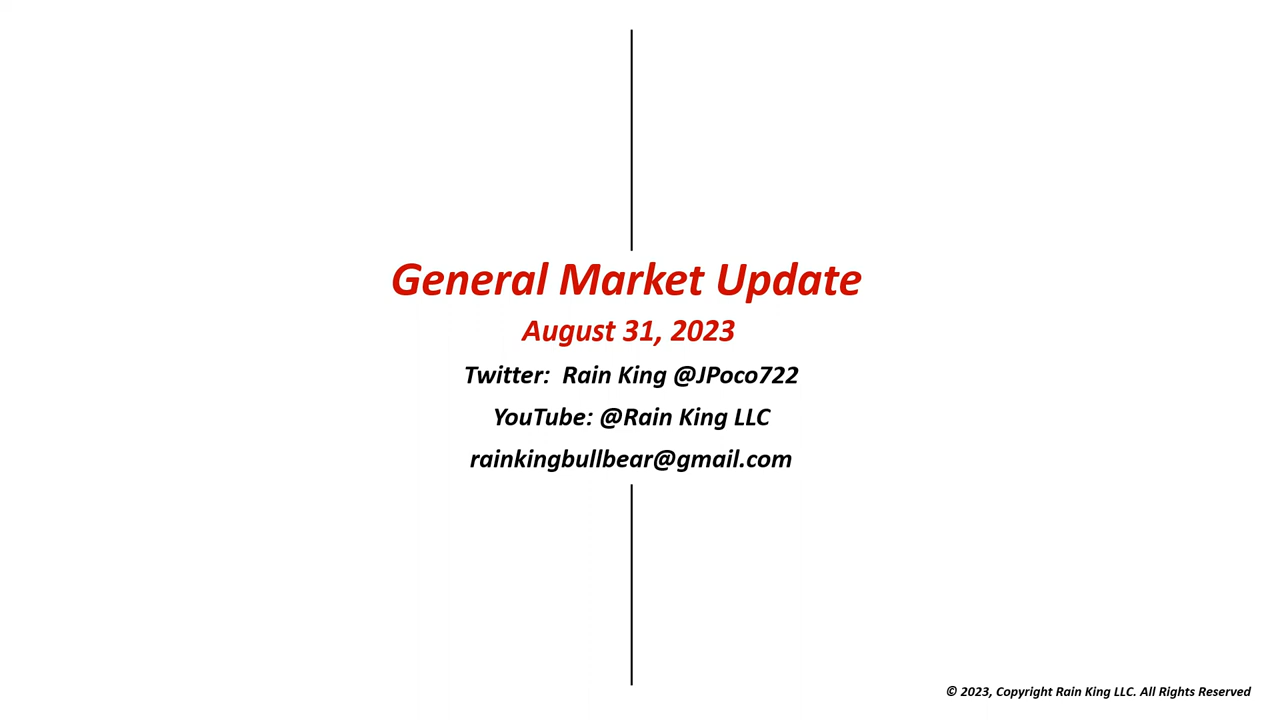 General Market Update
August 31, 2023
Twitter:  Rain King @JPoco722
YouTube: @Rain King LLC
rainkingbullbear@gmail.com
© 2023, Copyright Rain King LLC. All Rights Reserved